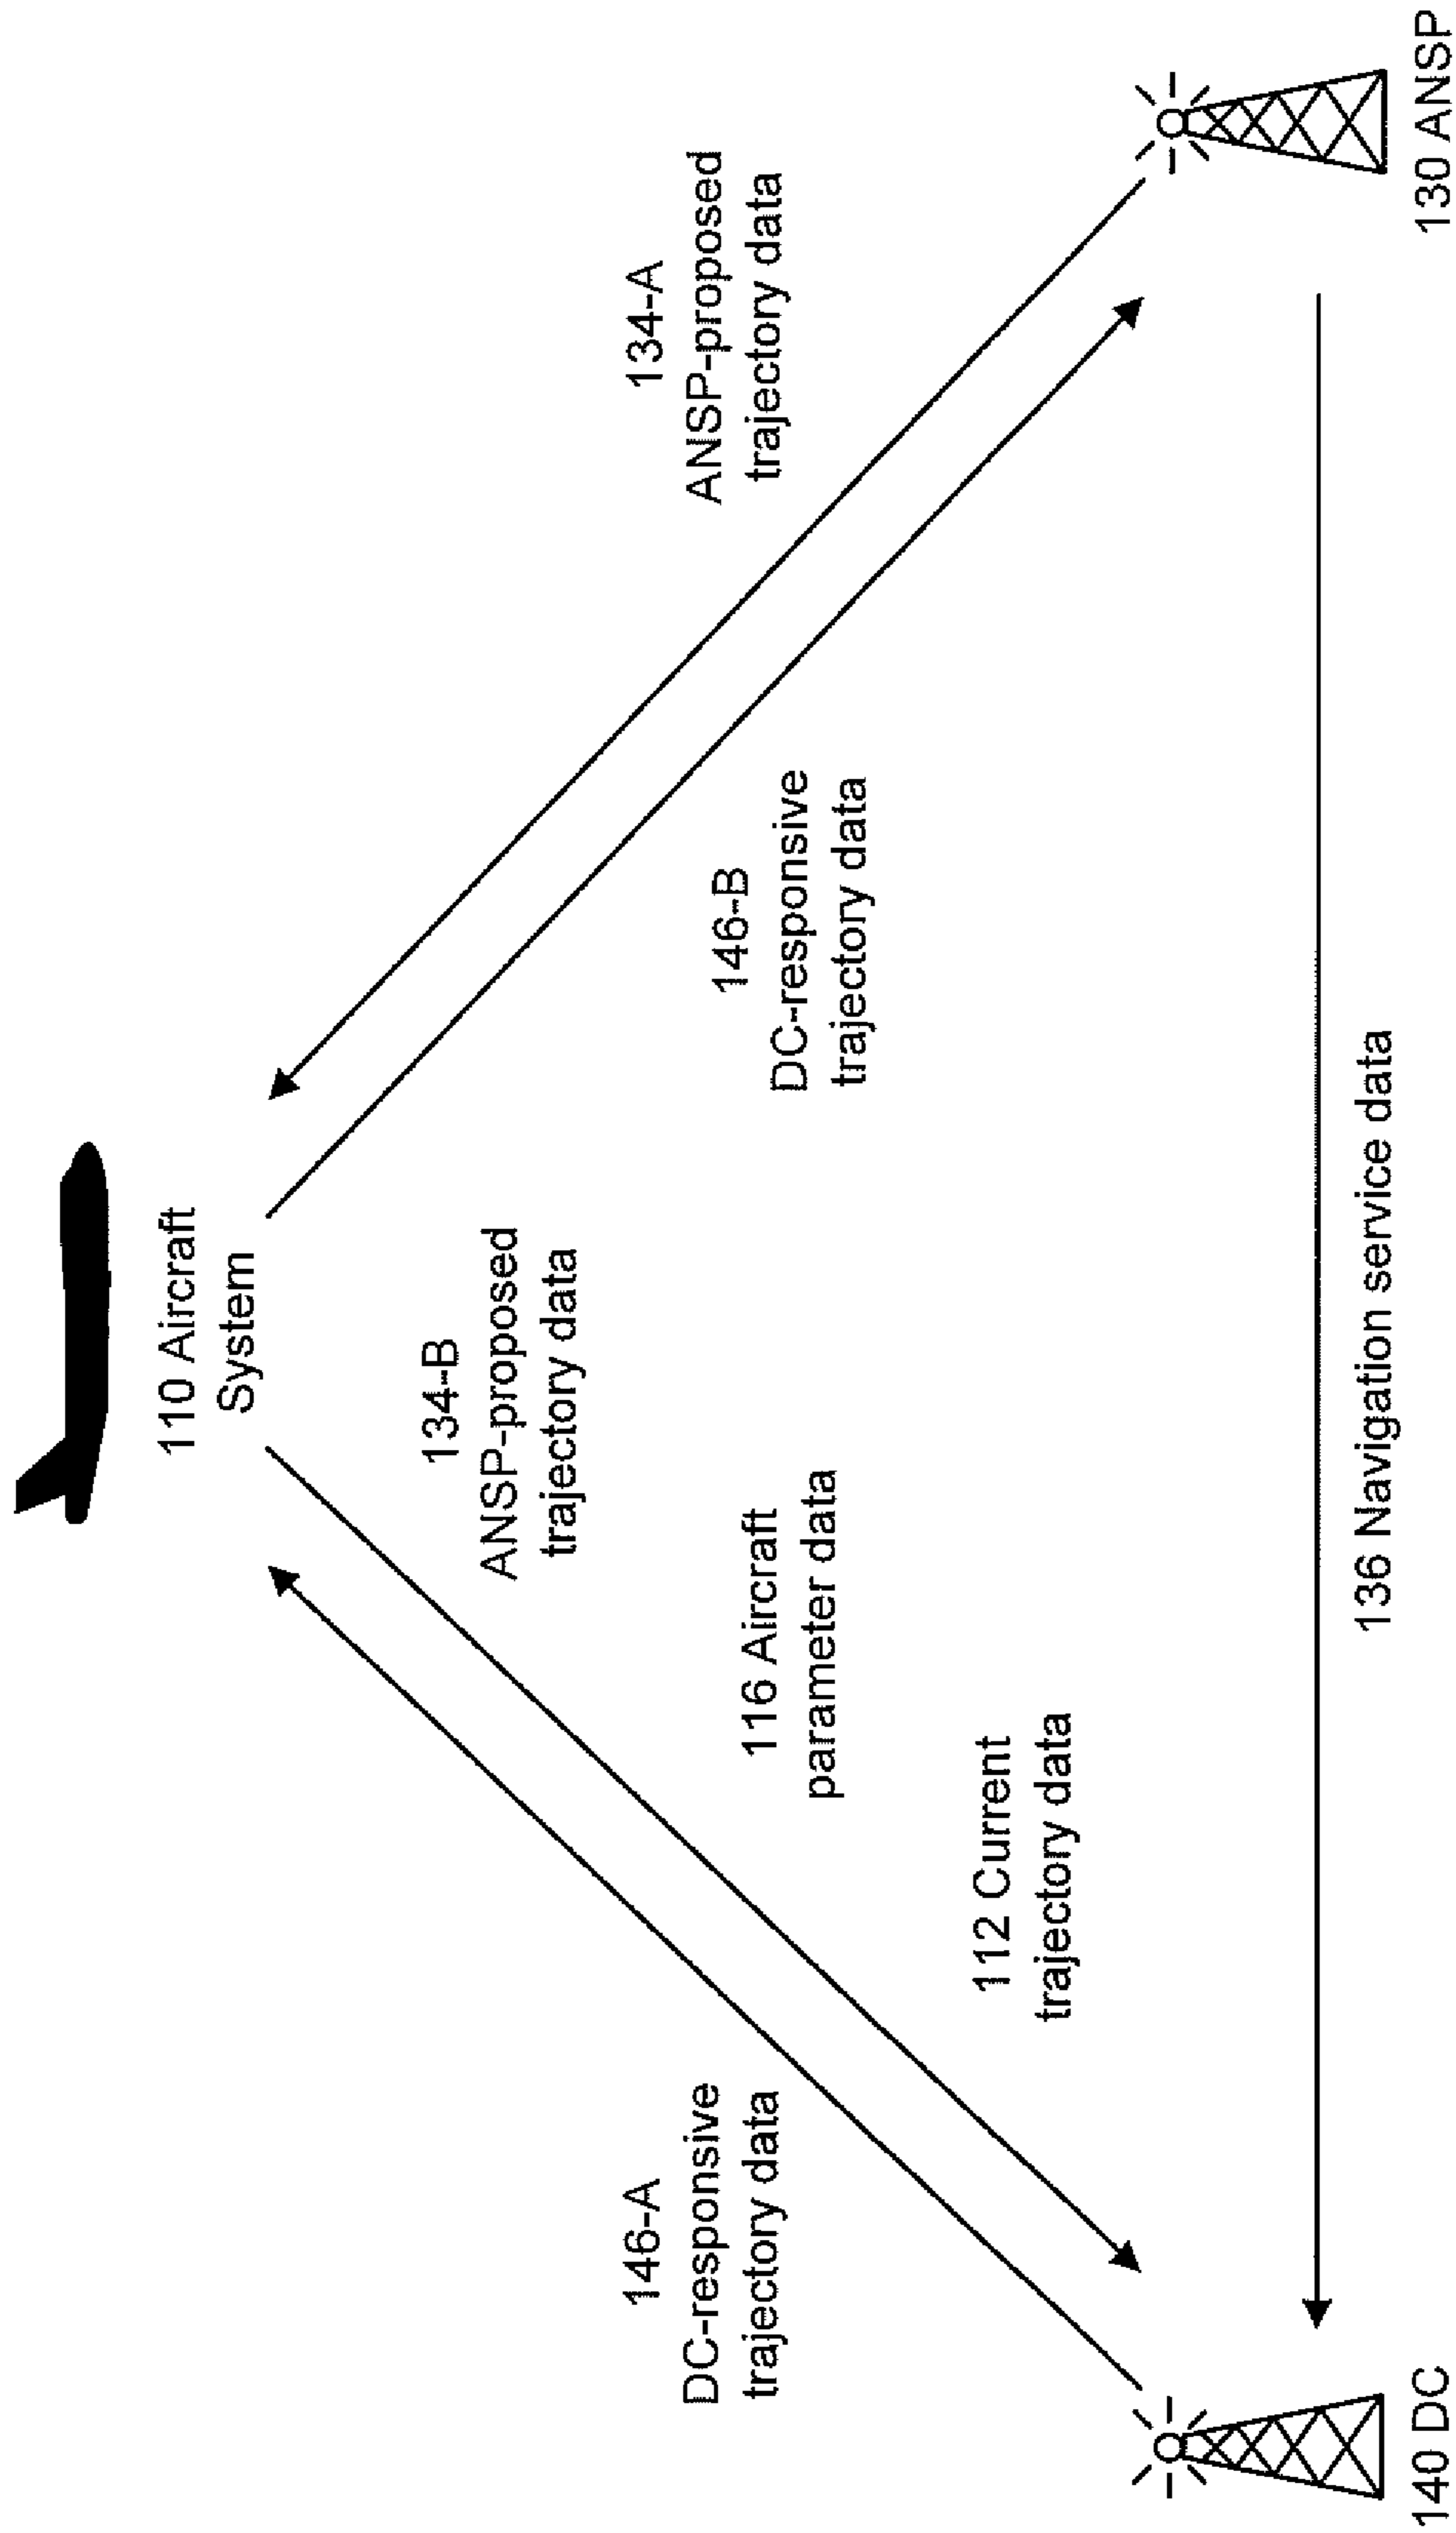 110 Aircraft
System
134-B
ANSP-proposed
trajectory data
134-A
ANSP-proposed
trajectory data
146-A
DC-responsive
trajectory data
116 Aircraft
parameter data
146-B
DC-responsive
trajectory data
112 Current
trajectory data
136 Navigation service data
140 DC
130 ANSP